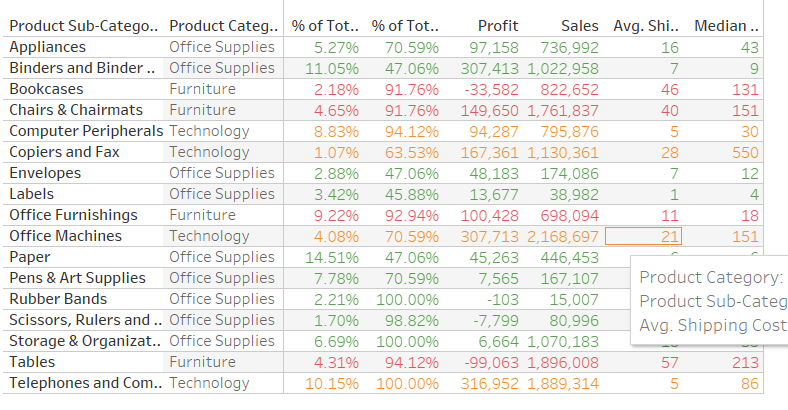 Product Sub-Catego.. Product Categ.. % of Tot.. % of Tot.. Profit Sales Avg. Shi.. Median ..
Appliances Office Supplies 5.27% 70.59% 97,158 736,992 16 43
Binders and Binder .. Office Supplies 11.05% 47.06% 307,413 1,022,958 7 9
Bookcases Furniture 2.18% 91.76% -33,582 822,652 46 131
Chairs & Chairmats Furniture 4.65% 91.76% 149,650 1,761,837 40 151
Computer Peripherals Technology 8.83% 94.12% 94,287 795,876 5 30
Copiers and Fax Technology 1.07% 63.53% 167,361 1,130,361 28 550
Envelopes Office Supplies 2.88% 47.06% 48,183 174,086 7 12
Labels Office Supplies 3.42% 45.88% 13,677 38,982 1 4
Office Furnishings Furniture 9.22% 92.94% 100,428 698,094 11 18
Office Machines Technology 4.08% 70.59% 307,713 2,168,697 21 151
Paper Office Supplies 14.51% 47.06% 45,263 446,453
Pens & Art Supplies Office Supplies 7.78% 70.59% 7,565 167,107
Product Category:
Rubber Bands Office Supplies 2.21% 100.00% -103 15,007
Product Sub-Categ
Scissors, Rulers and .. Office Supplies 1.70% 98.82% -7,799 80,996
Avg. Shipping Cost
Storage & Organizat.. Office Supplies 6.69% 100.00% 6,664 1,070,183
Tables Furniture 4.31% 94.12% -99,063 1,896,008 57 213
Telephones and Com.. Technology 10.15% 100.00% 316,952 1,889,314 5 86